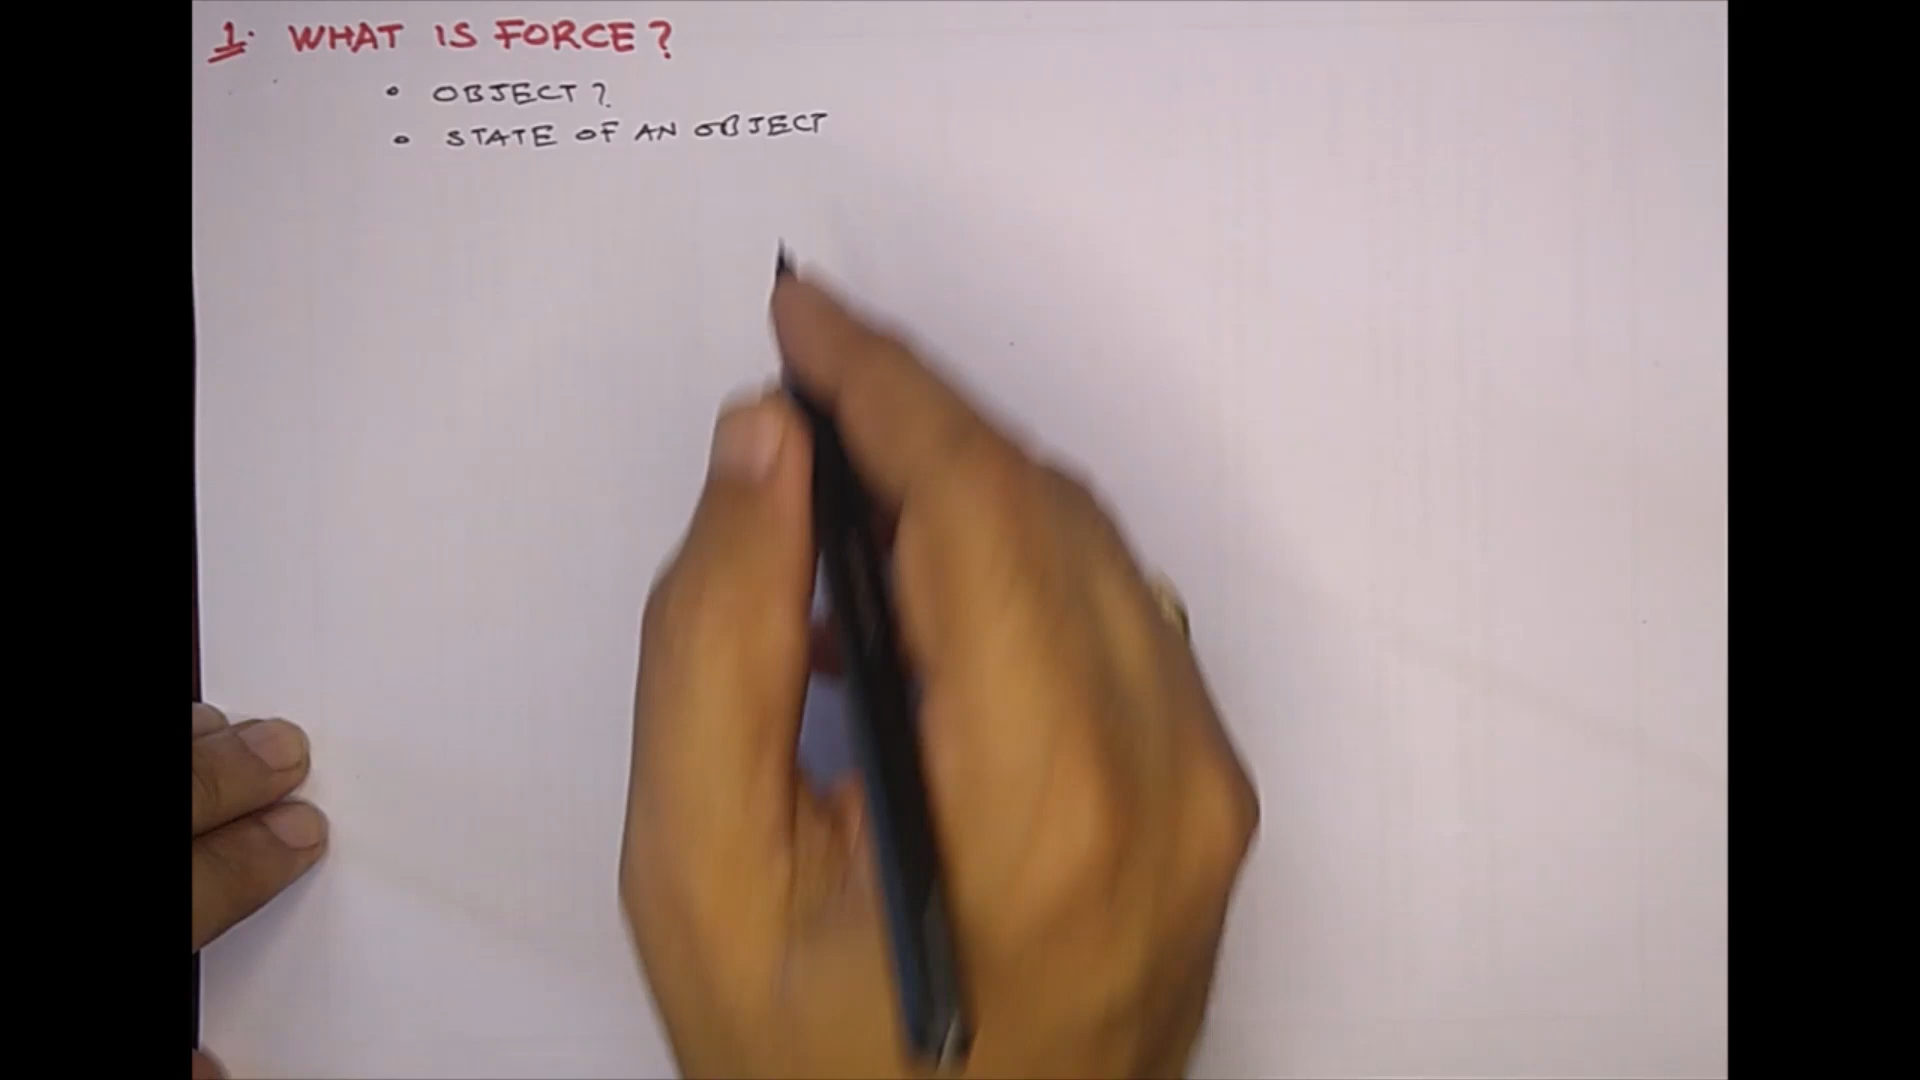 1. WHAT IS FORCE?
• OBJECT?
• STATE OF AN OBJECT